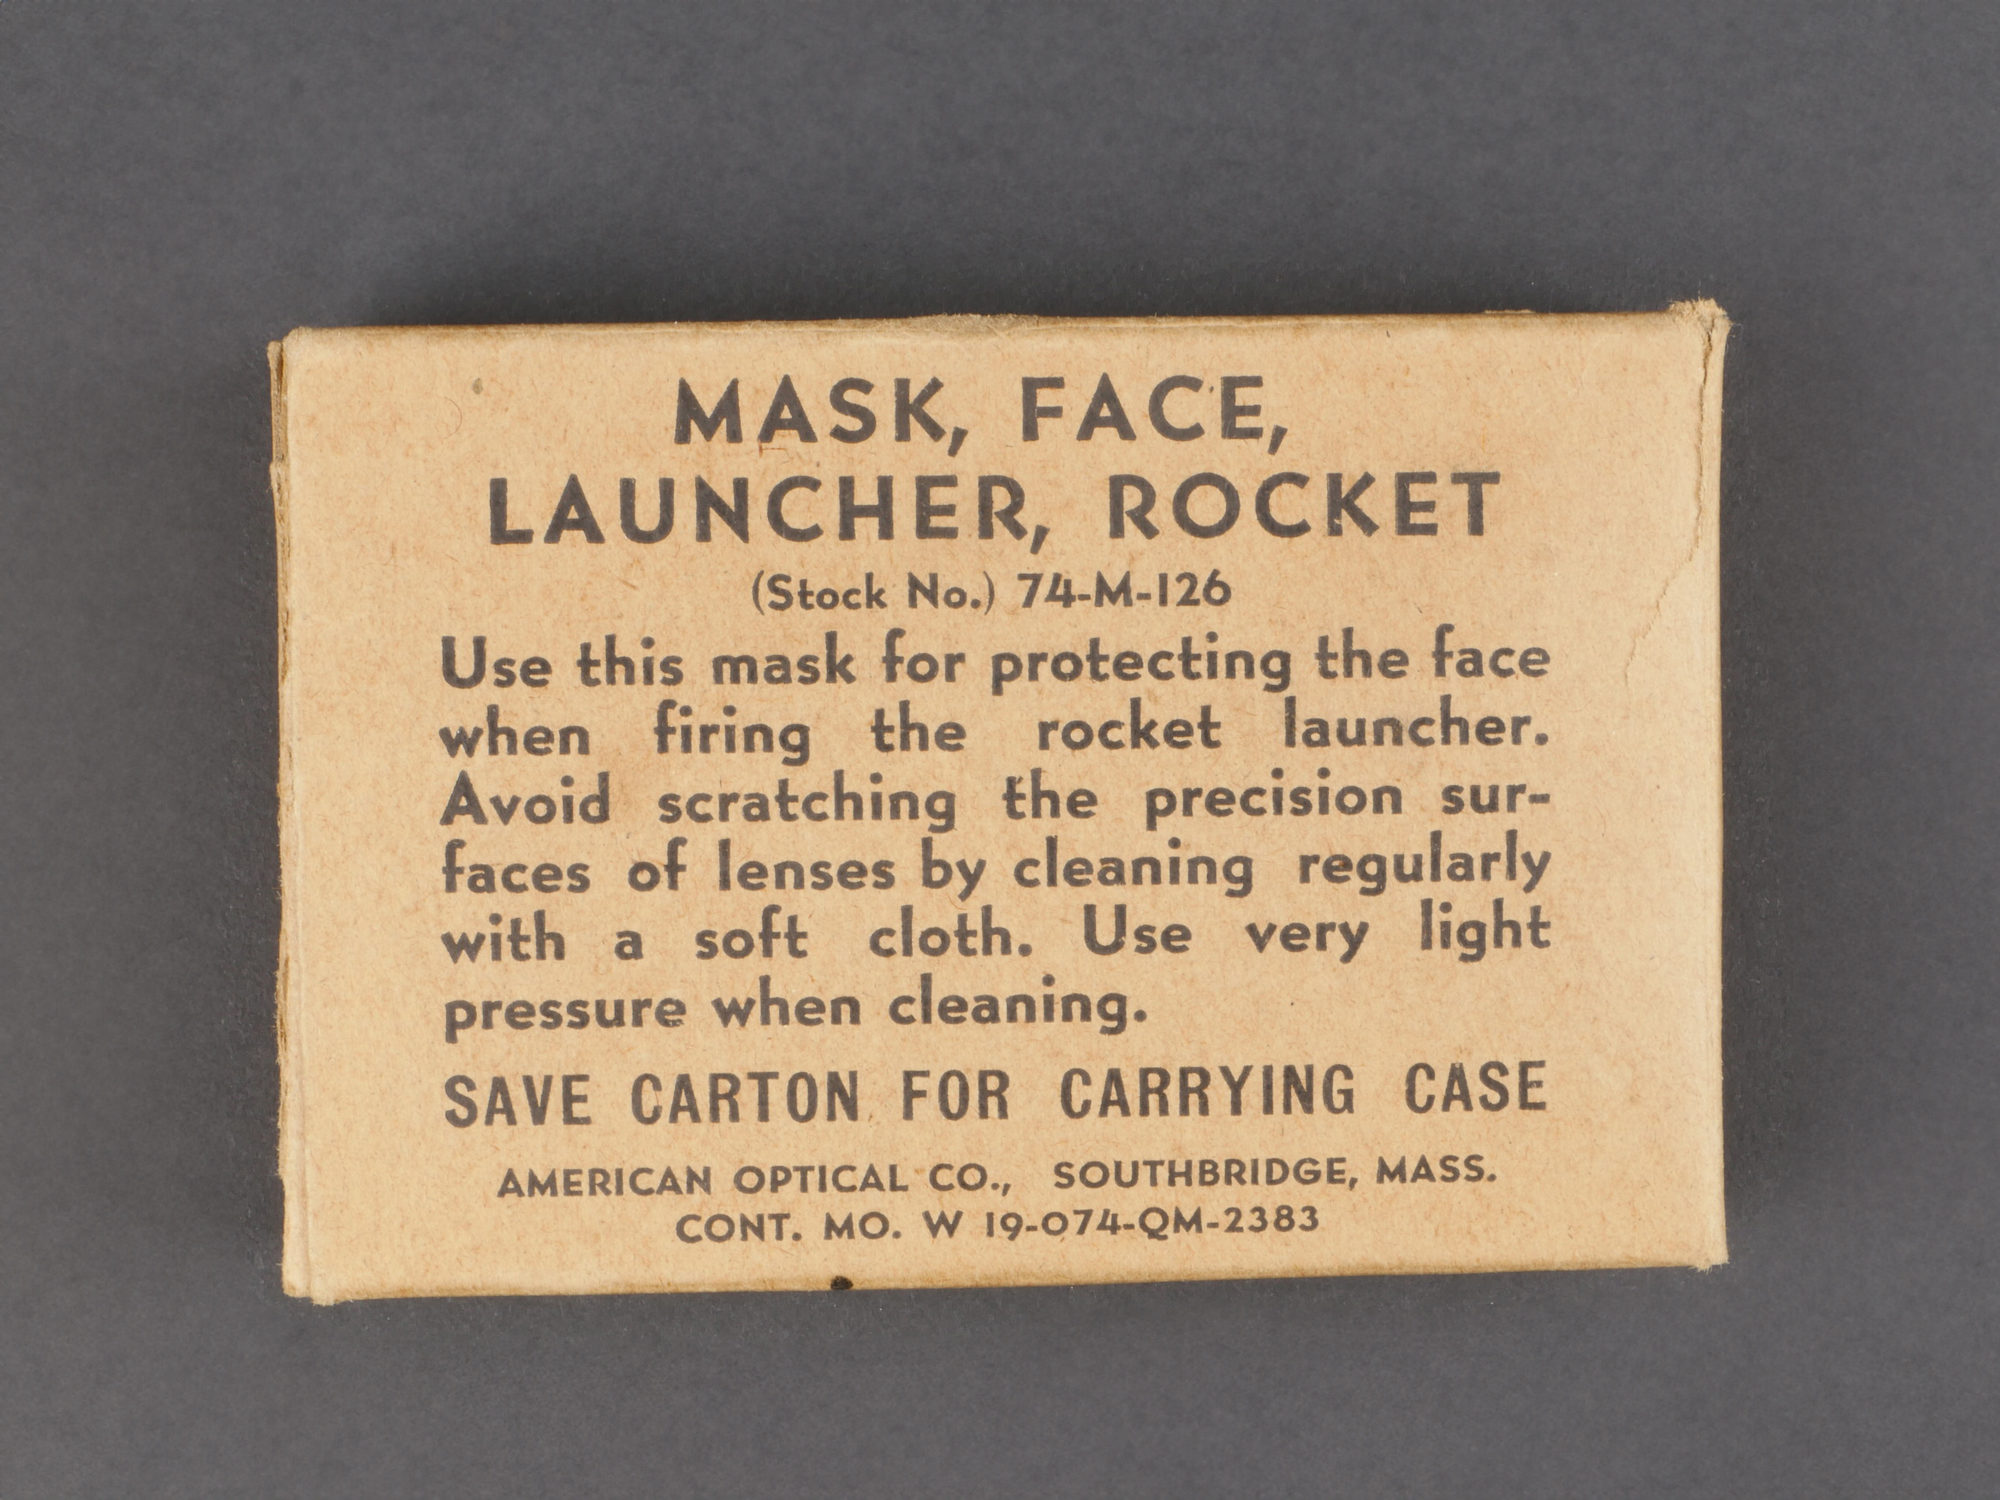 MASK, FACE,
LAUNCHER, ROCKET
(Stock No.) 74-M-126
Use this mask for protecting the face
when firing the rocket launcher.
Avoid scratching the precision sur-
faces of lenses by cleaning regularly
with a soft cloth. Use very light
pressure when cleaning.
SAVE CARTON FOR CARRYING CASE
AMERICAN OPTICAL CO., SOUTHBRIDGE, MASS.
CONT. MO. W 19-074-QM-2383